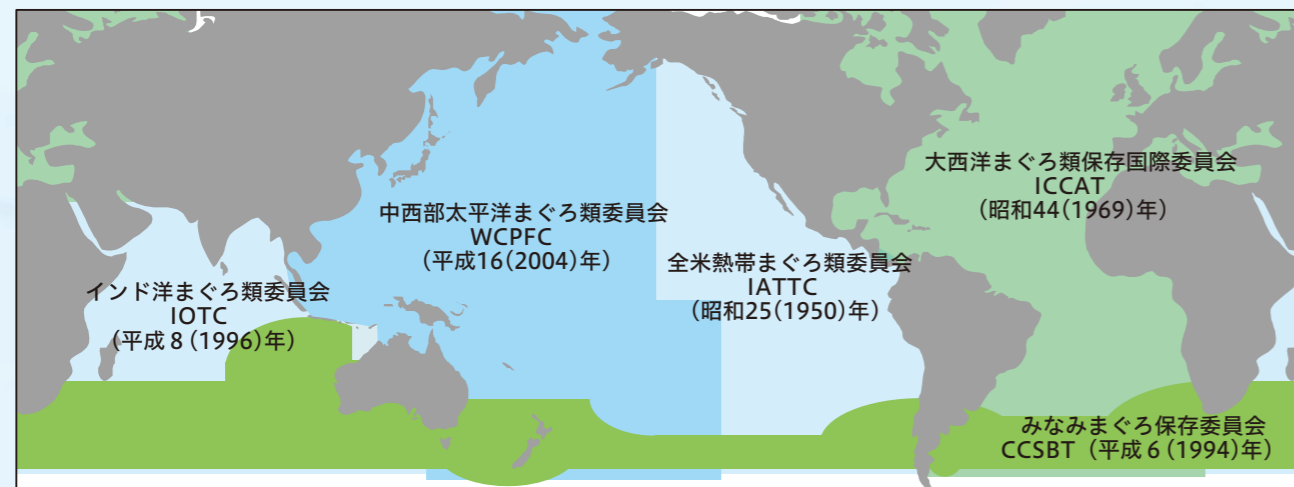 大西洋まぐろ類保存国際委員会
ICCAT
（昭和44（1969）年）
中西部太平洋まぐろ類委員会
WCPFC
（平成16（2004）年）
全米熱帯まぐろ類委員会
IATTC
（昭和25（1950）年）
インド洋まぐろ類委員会
IOTC
（平成８（1996）年）
みなみまぐろ保存委員会
CCSBT（平成６（1994）年）